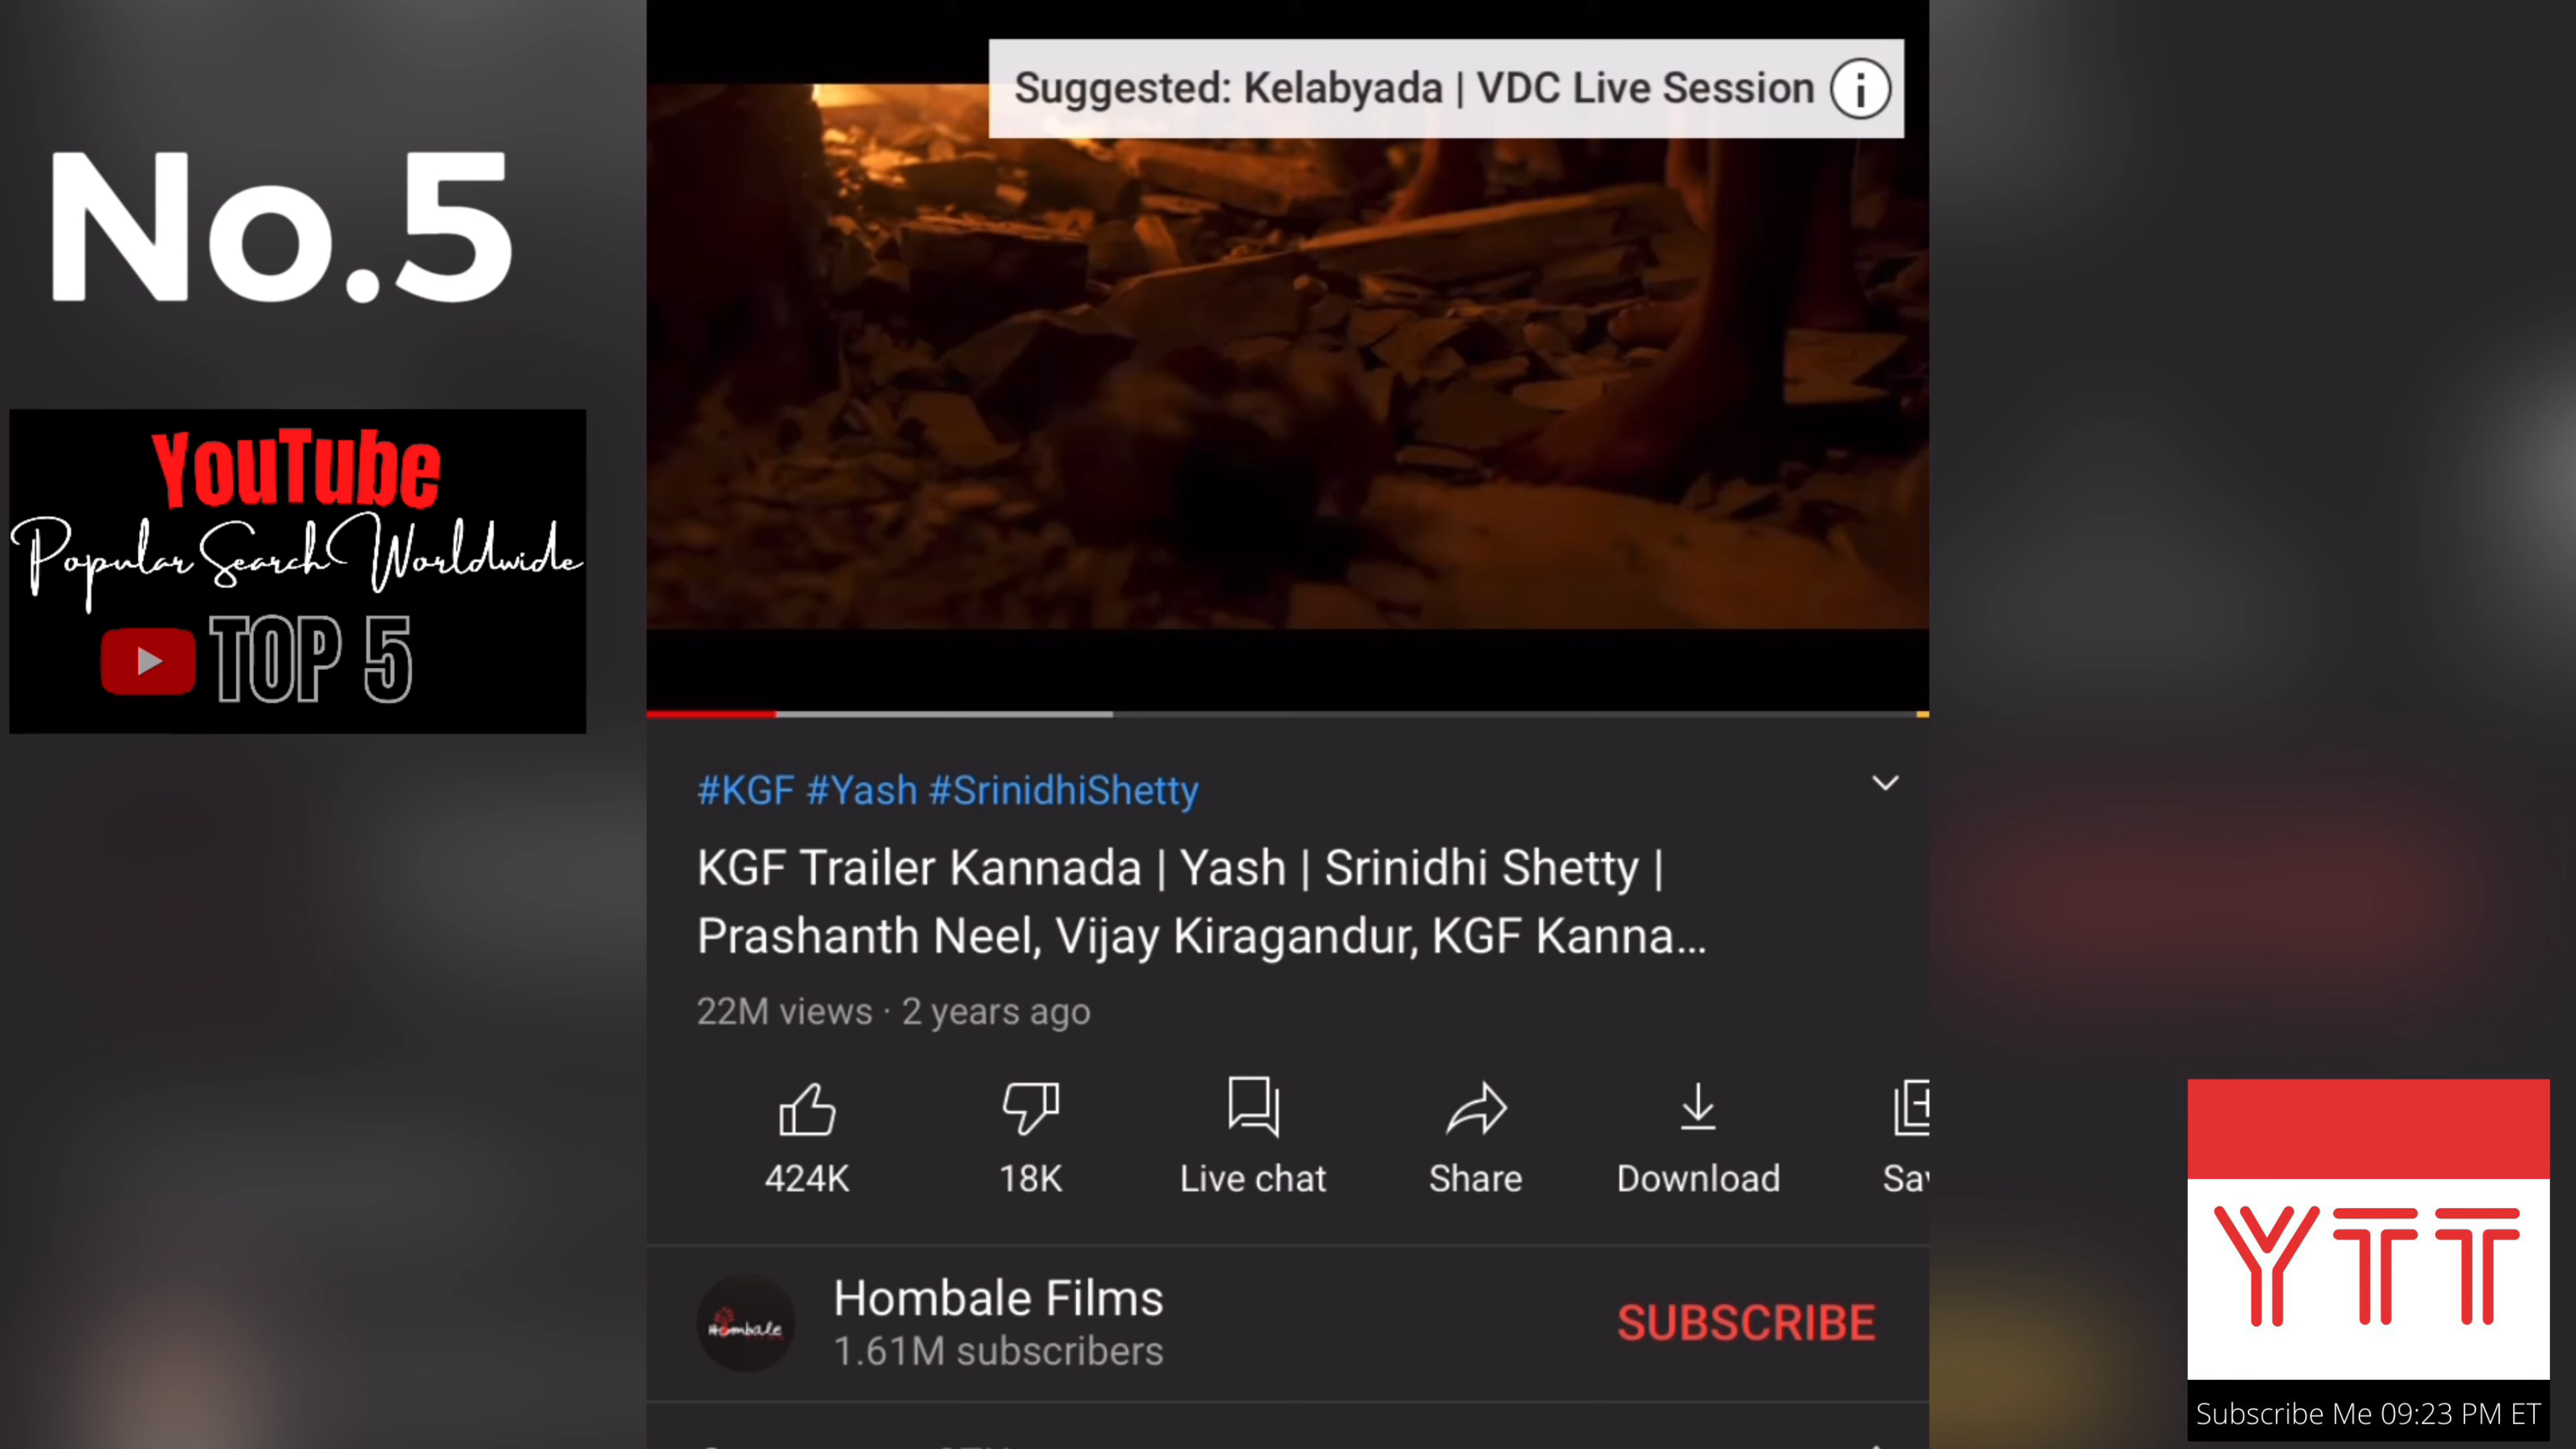 No.5
YouTube
Popular Search Worldwide
TOP 5
Suggested: Kelabyada | VDC Live Session
#KGF #Yash #SrinidhiShetty
KGF Trailer Kannada | Yash | Srinidhi Shetty |
Prashanth Neel, Vijay Kiragandur, KGF Kanna...
22M views · 2 years ago
424K
18K
Live chat
Share
Download
Sav
Hombale
Hombale Films
1.61M subscribers
SUBSCRIBE
YTT
Subscribe Me 09:23 PM ET